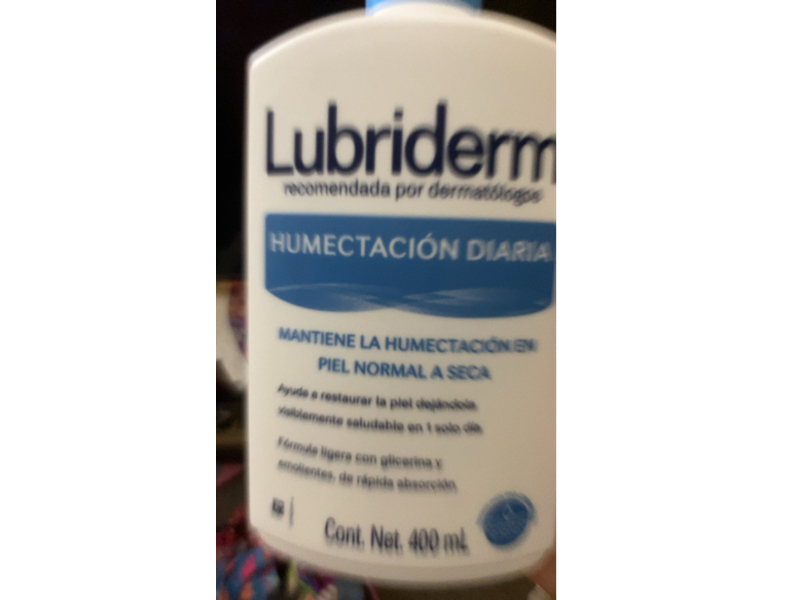 Lubriderm
recomendada por dermatólogos
HUMECTACIÓN DIARIA
MANTIENE LA HUMECTACIÓN EN
PIEL NORMAL A SECA
Ayuda a restaurar la piel dejándola
visiblemente saludable en 1 solo día.
Fórmula ligera con glicerina y
emolientes, de rápida absorción.
Cont. Net. 400 mL